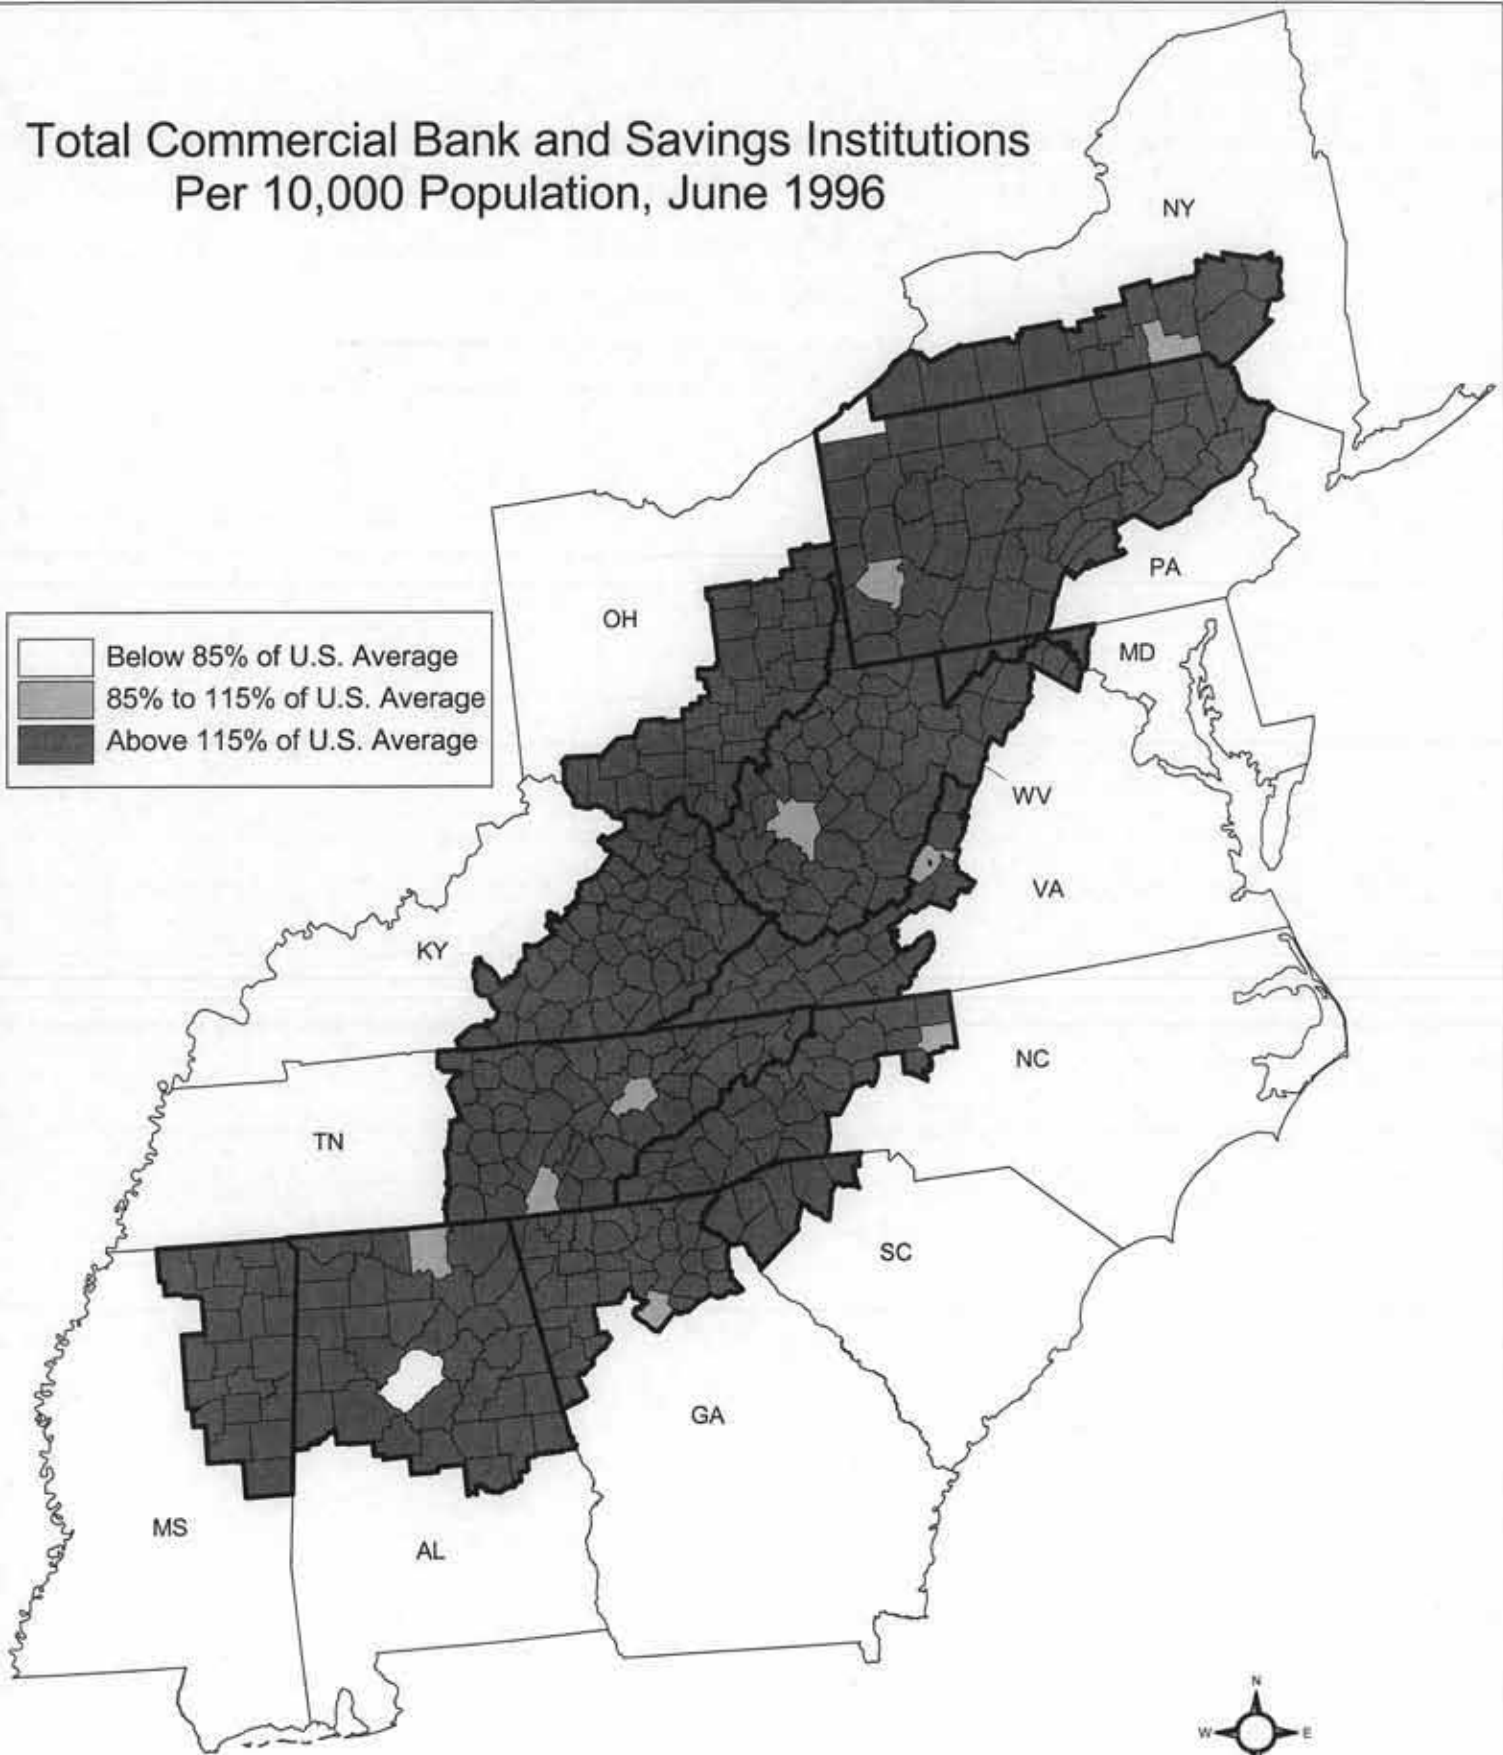 Total Commercial Bank and Savings Institutions
Per 10,000 Population, June 1996
NY
PA
OH
Below 85% of U.S. Average
85% to 115% of U.S. Average
Above 115% of U.S. Average
MD
WV
VA
KY
NC
TN
SC
GA
MS
AL
N
W E